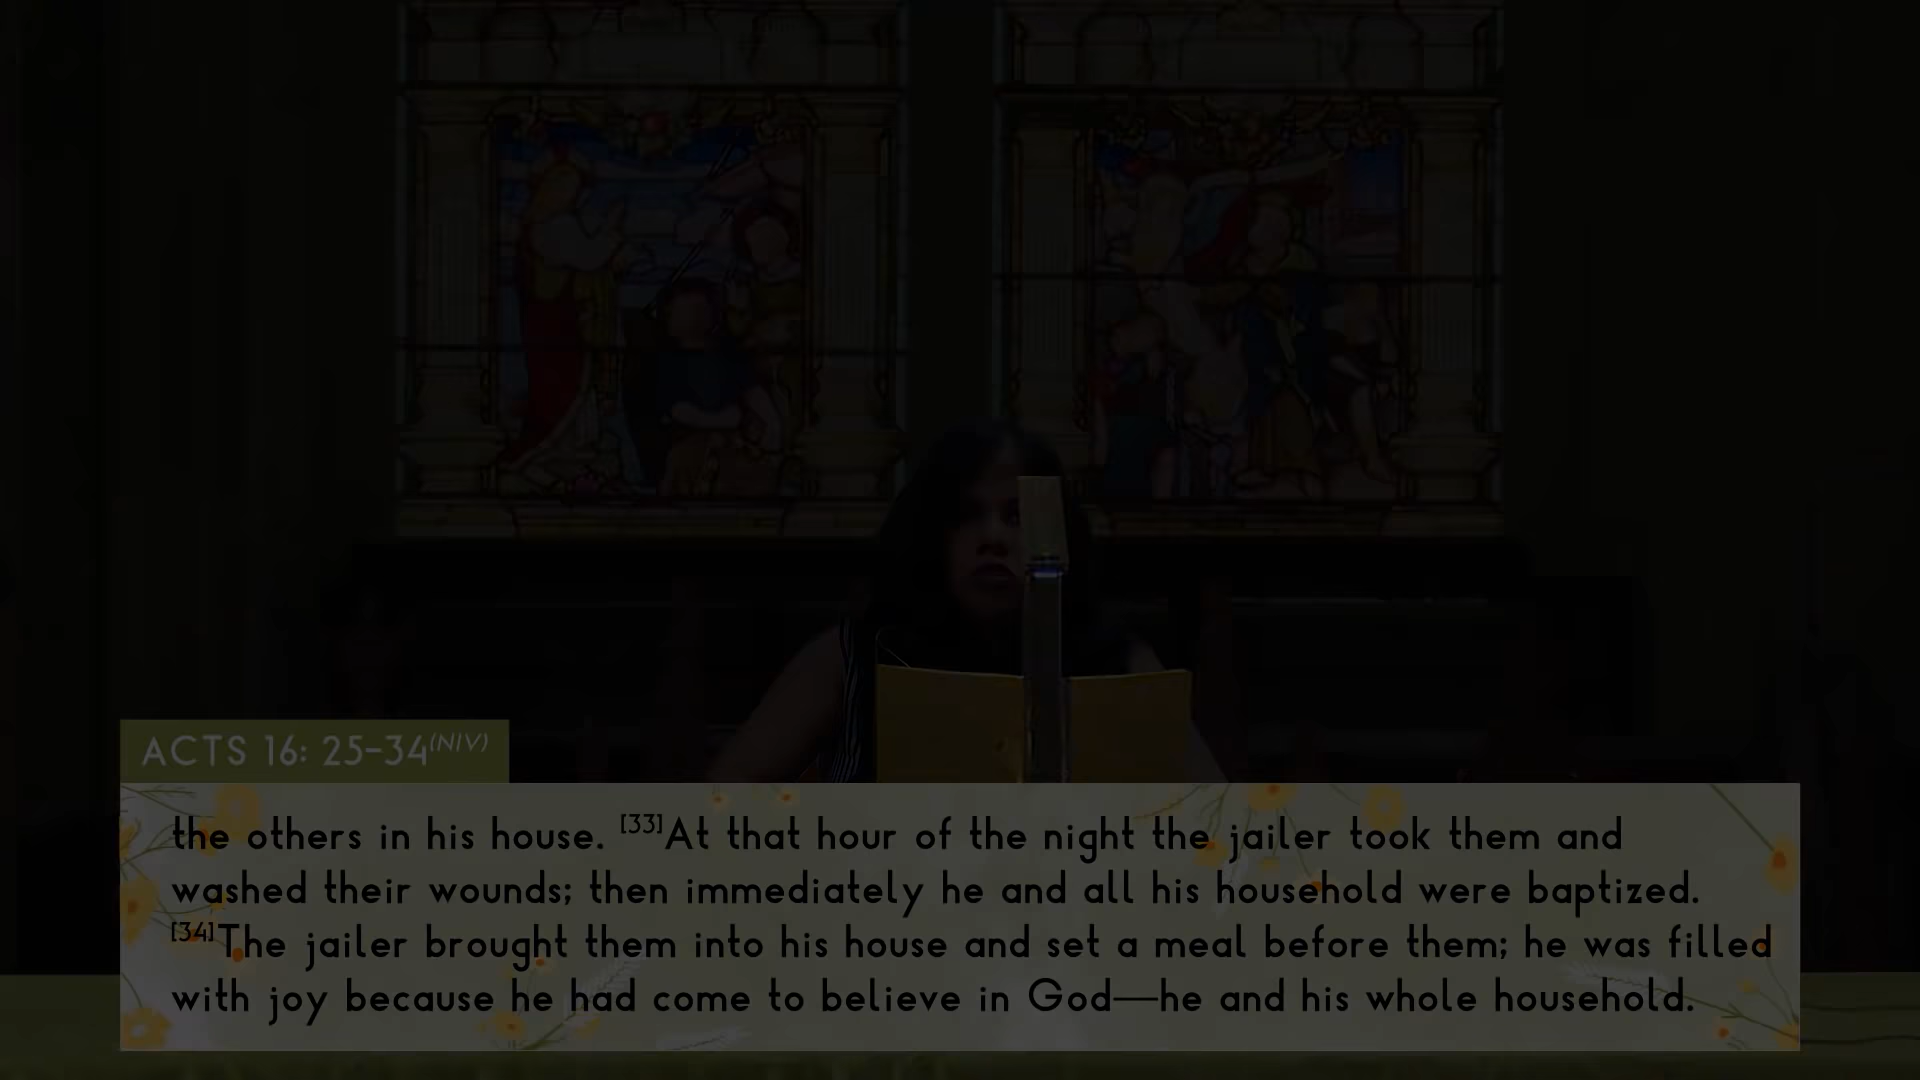 ACTS 16: 25-34(NIV)
the others in his house. [33]At that hour of the night the jailer took them and
washed their wounds; then immediately he and all his household were baptized.
[34]The jailer brought them into his house and set a meal before them; he was filled
with joy because he had come to believe in God—he and his whole household.